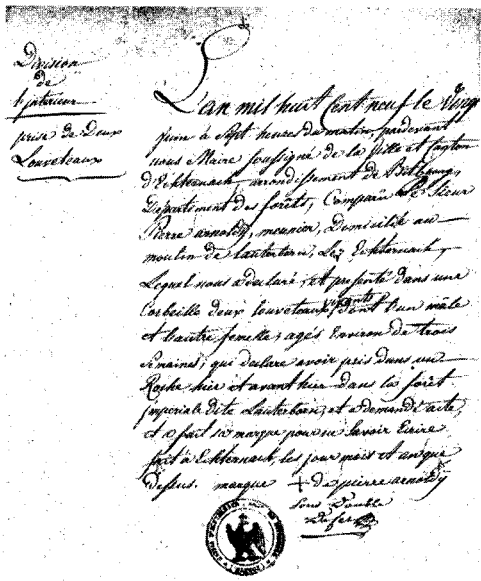 Division
de
l'intérieur
prise de Deux
Louveteaux
L'an mil huit Cent neuf le Vingt
juin à Sept heures du matin, pardevant
nous Maire soussigné de la Ville et Canton
d'Echternach, arrondissement de Bitbourg,
Département des forêts, Comparu Le Sieur
Pierre arnoldy, meunier, Domicilié au
moulin de Lauterborn, Lez Echternach,
Lequel nous a déclaré, et présenté dans une
Corbeille deux Louveteaux vivants, dont l'un mâle
et l'autre femelle, agés Environ de trois
Semaines, qui déclare avoir pris dans un
Roche hier et avant hier dans la forêt
impériale dite Lauterborn, et a demandé acte,
et a fait sa marque pour ne Savoir Ecrire
fait à Echternach, les jour mois et an que
Dessus. marque + de pierre arnoldy